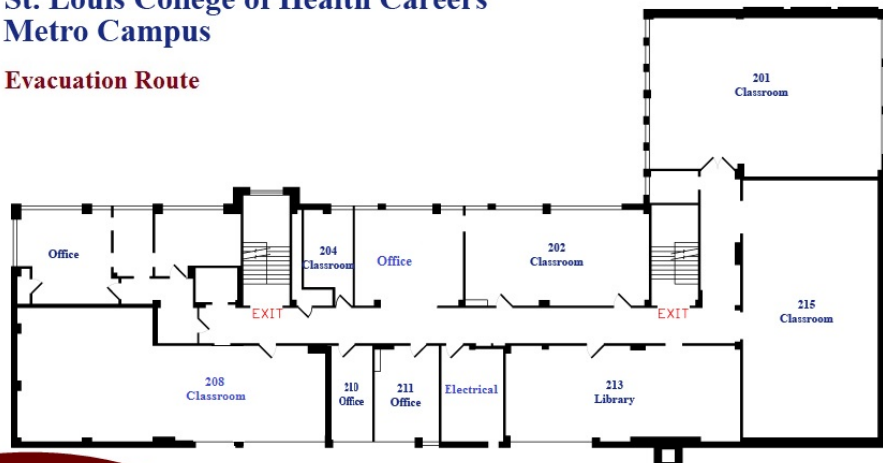 St. Louis College of Health Careers
Metro Campus
Evacuation Route
201
Classroom
Office
204
Classroom
Office
202
Classroom
215
Classroom
EXIT
EXIT
208
Classroom
210
Office
211
Office
Electrical
213
Library